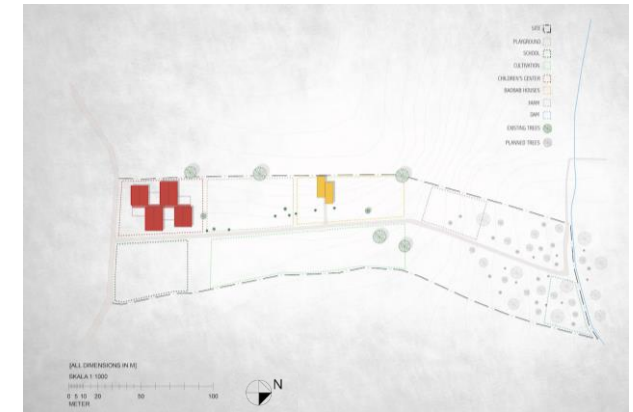 SITE
PLAYGROUND
SCHOOL
CULTIVATION
CHILDREN'S CENTER
BAOBAB HOUSES
FARM
DAM
EXISTING TREES
PLANNED TREES
N
[ALL DIMENSIONS IN M]
SKALA 1:1000
0 5 10 20 50 100
METER